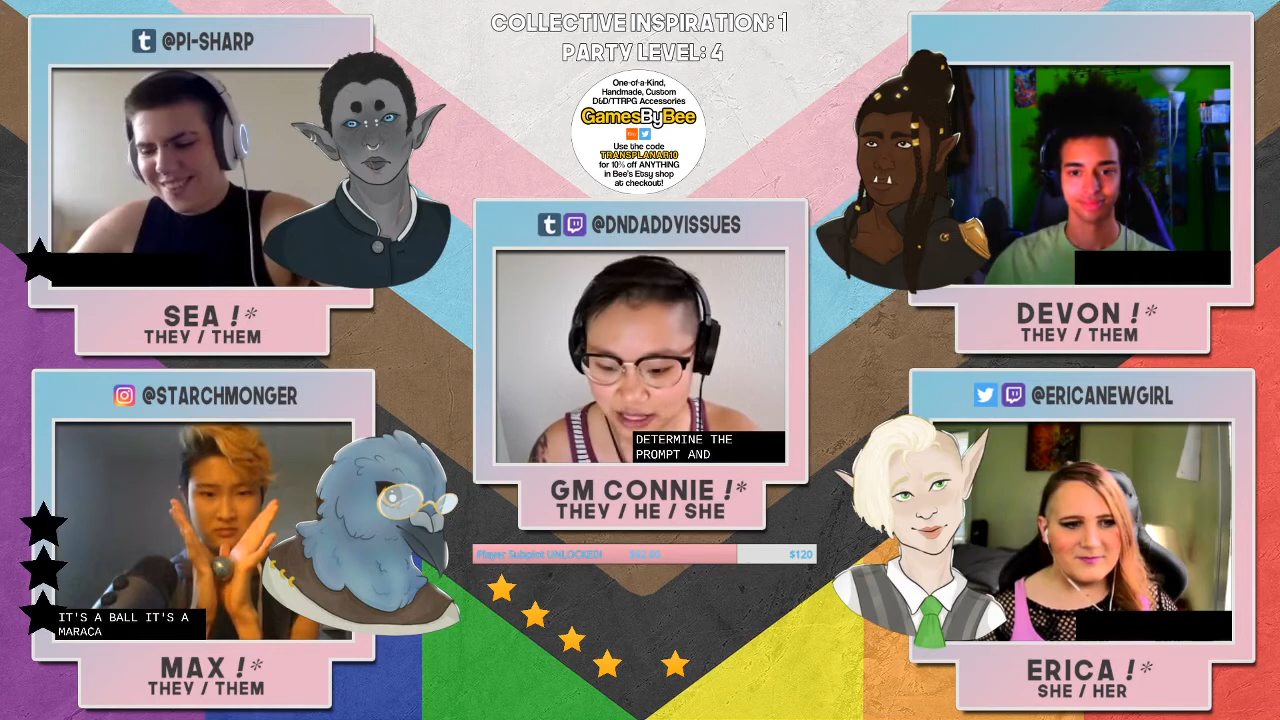 COLLECTIVE INSPIRATION: 1
PARTY LEVEL: 4
One-of-a-Kind,
Handmade, Custom
D&D/TTRPG Accessories
GamesByBee
Use the code
TRANSPLANAR10
for 10% off ANYTHING
in Bee's Etsy shop
at checkout!
@PI-SHARP
SEA !*
THEY / THEM
DEVON !*
THEY / THEM
@DNDADDYISSUES
DETERMINE THE
PROMPT AND
GM CONNIE !*
THEY / HE / SHE
@STARCHMONGER
IT'S A BALL IT'S A
MARACA
MAX !*
THEY / THEM
@ERICANEWGIRL
ERICA !*
SHE / HER
Player Subplot UNLOCKED!
$120